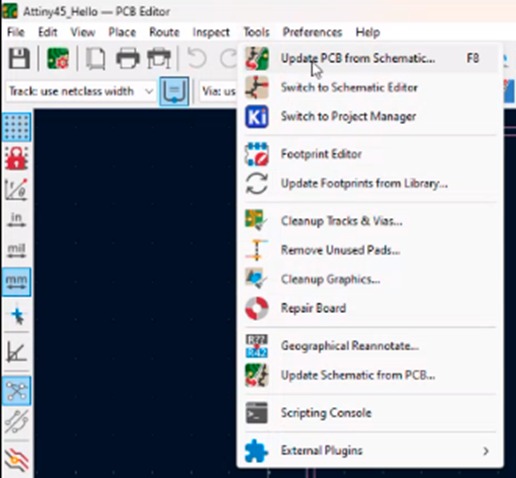 Attiny45_Hello — PCB Editor
File Edit View Place Route Inspect Tools Preferences Help
Track: use netclass width Via: us
Update PCB from Schematic... F8
Switch to Schematic Editor
Ki Switch to Project Manager
Footprint Editor
Update Footprints from Library...
Cleanup Tracks & Vias...
Remove Unused Pads...
Cleanup Graphics...
Repair Board
R?? R42 Geographical Reannotate...
Update Schematic from PCB...
Scripting Console
External Plugins
in
mil
mm